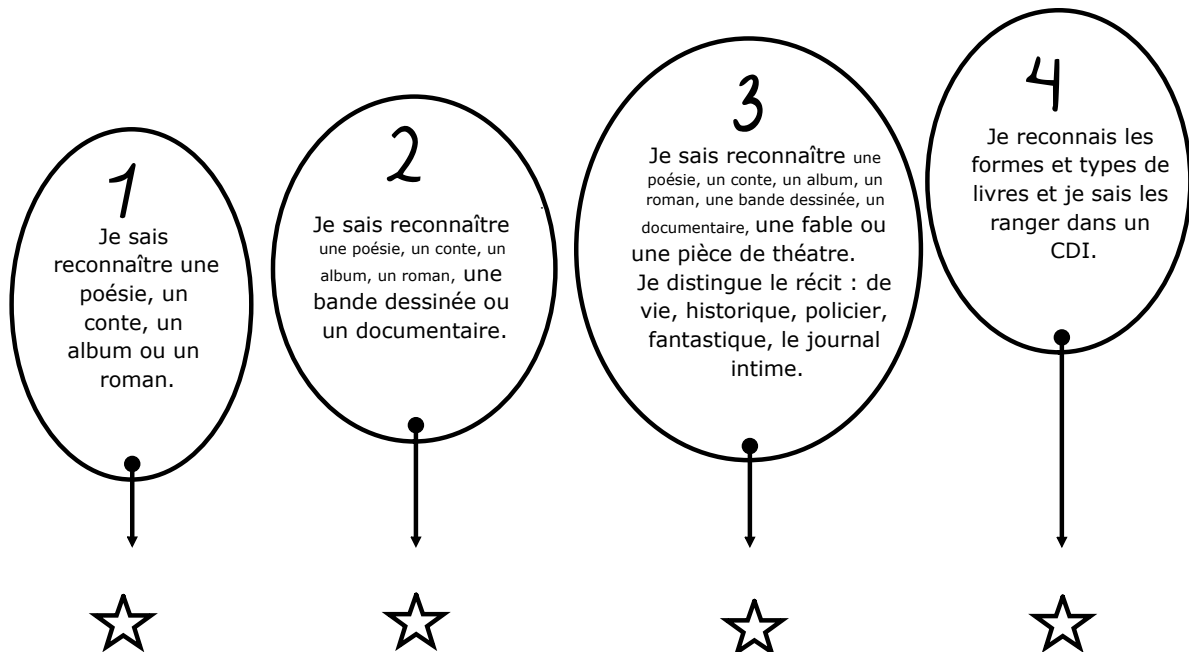 1
Je sais
reconnaître une
poésie, un
conte, un
album ou un
roman.
2
Je sais reconnaître
une poésie, un conte, un
album, un roman, une
bande dessinée ou
un documentaire.
3
Je sais reconnaître une
poésie, un conte, un album, un
roman, une bande dessinée, un
documentaire, une fable ou
une pièce de théatre.
Je distingue le récit : de
vie, historique, policier,
fantastique, le journal
intime.
4
Je reconnais les
formes et types de
livres et je sais les
ranger dans un
CDI.